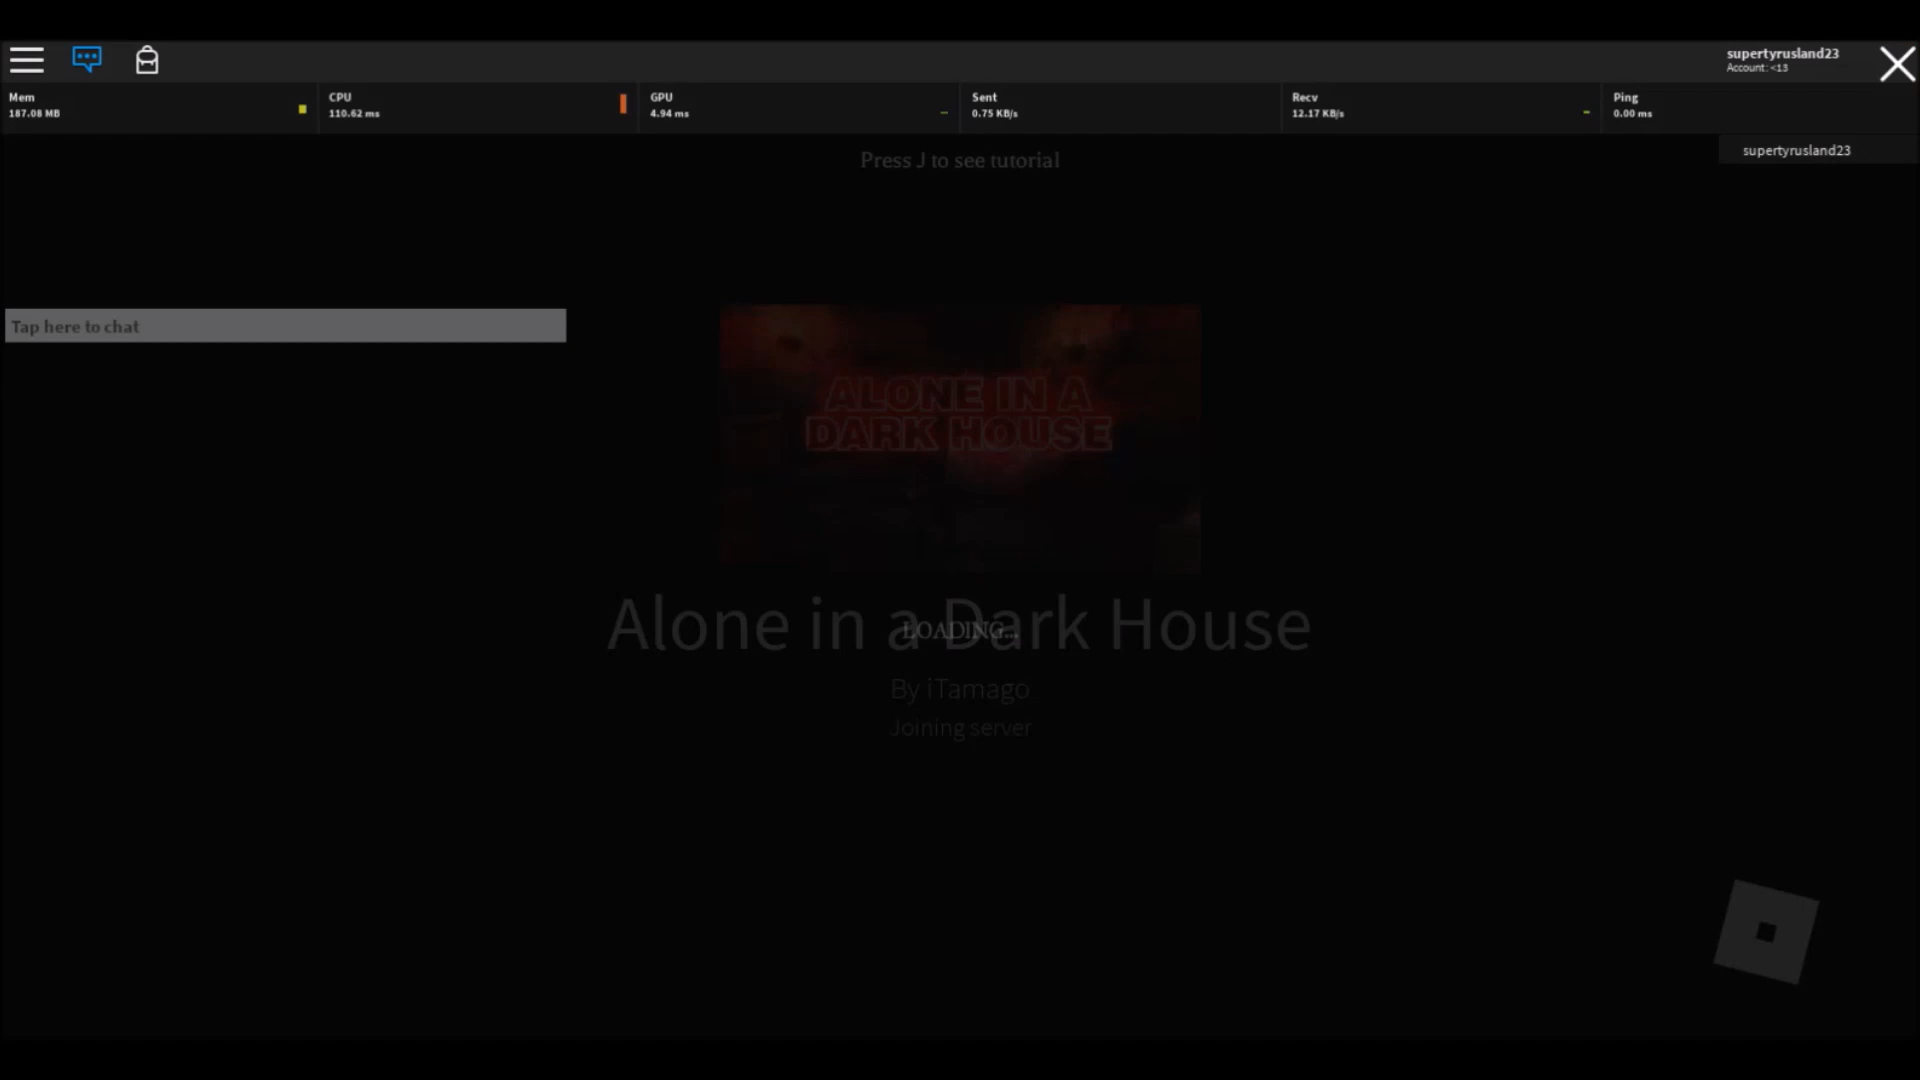 supertyrusland23
Account: <13
Mem
187.08 MB
CPU
110.62 ms
GPU
4.94 ms
Sent
0.75 KB/s
Recv
12.17 KB/s
Ping
0.00 ms
Press J to see tutorial
supertyrusland23
Tap here to chat
ALONE IN A
DARK HOUSE
Alone in a Dark House
LOADING...
By iTamago
Joining server